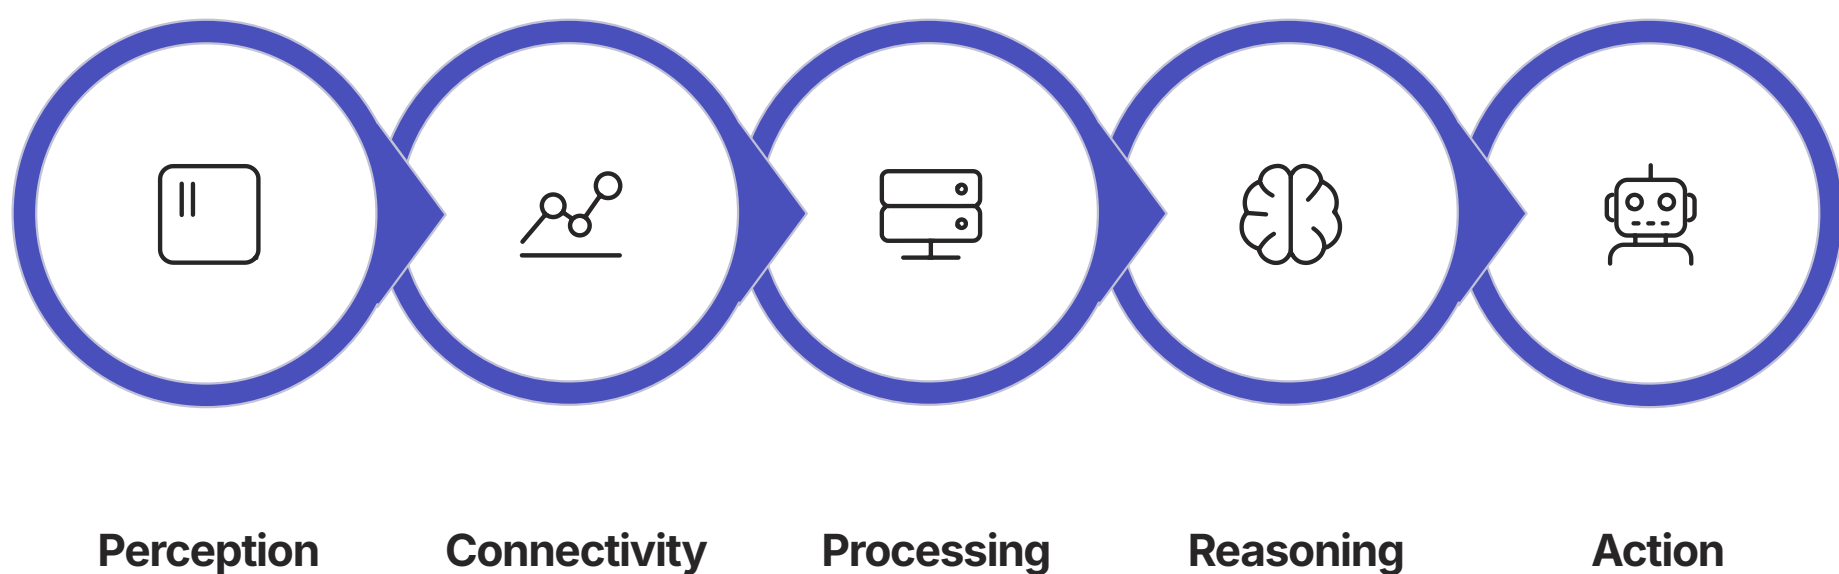 Perception
Connectivity
Processing
Reasoning
Action